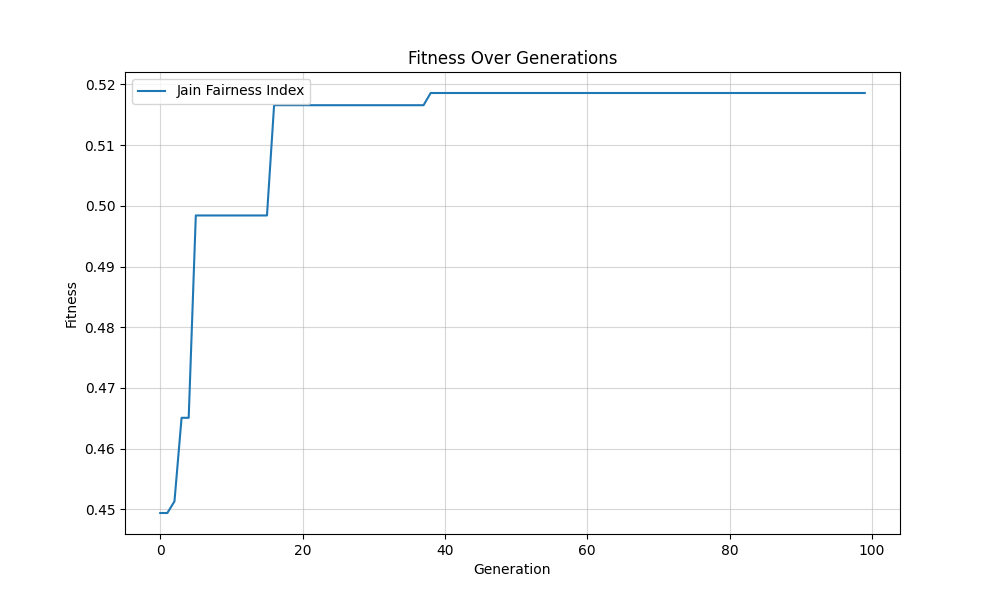 Fitness Over Generations
Jain Fairness Index
0.52
0.51
0.50
0.49
0.48
0.47
0.46
0.45
Fitness
0 20 40 60 80 100
Generation